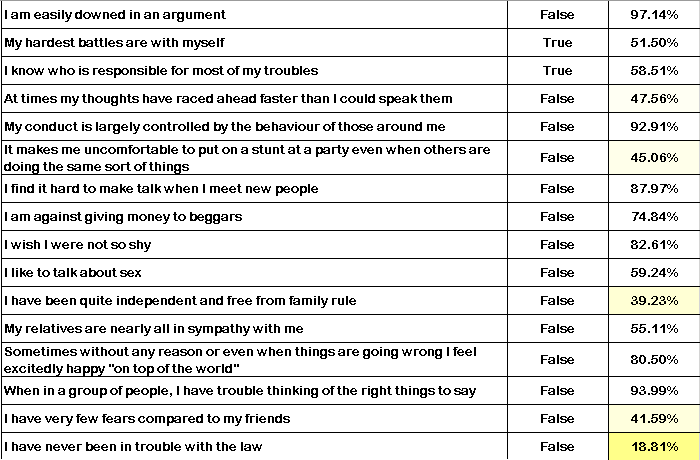 I am easily downed in an argument False 97.14%
My hardest battles are with myself True 51.50%
I know who is responsible for most of my troubles True 58.51%
At times my thoughts have raced ahead faster than I could speak them False 47.56%
My conduct is largely controlled by the behaviour of those around me False 92.91%
It makes me uncomfortable to put on a stunt at a party even when others are
doing the same sort of things False 45.06%
I find it hard to make talk when I meet new people False 87.97%
I am against giving money to beggars False 74.84%
I wish I were not so shy False 82.61%
I like to talk about sex False 59.24%
I have been quite independent and free from family rule False 39.23%
My relatives are nearly all in sympathy with me False 55.11%
Sometimes without any reason or even when things are going wrong I feel
excitedly happy "on top of the world" False 80.50%
When in a group of people, I have trouble thinking of the right things to say False 93.99%
I have very few fears compared to my friends False 41.59%
I have never been in trouble with the law False 18.81%